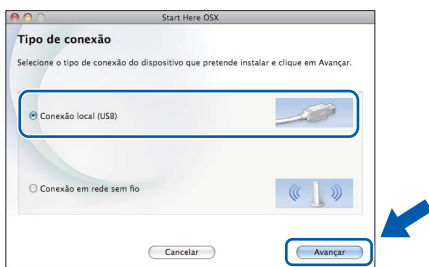 Start Here OSX
Tipo de conexão
Selecione o tipo de conexão do dispositivo que pretende instalar e clique em Avançar.
Conexão local (USB)
Conexão em rede sem fio
Cancelar
Avançar